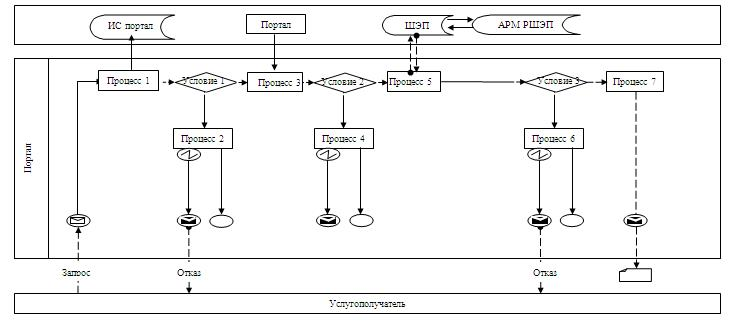 ИС портал
Портал
ШЭП
АРМ РШЭП
Процесс 1
Условие 1
Процесс 3
Условие 2
Процесс 5
Условие 3
Процесс 7
Процесс 2
Процесс 4
Процесс 6
Портал
Запрос
Отказ
Отказ
Услугополучатель